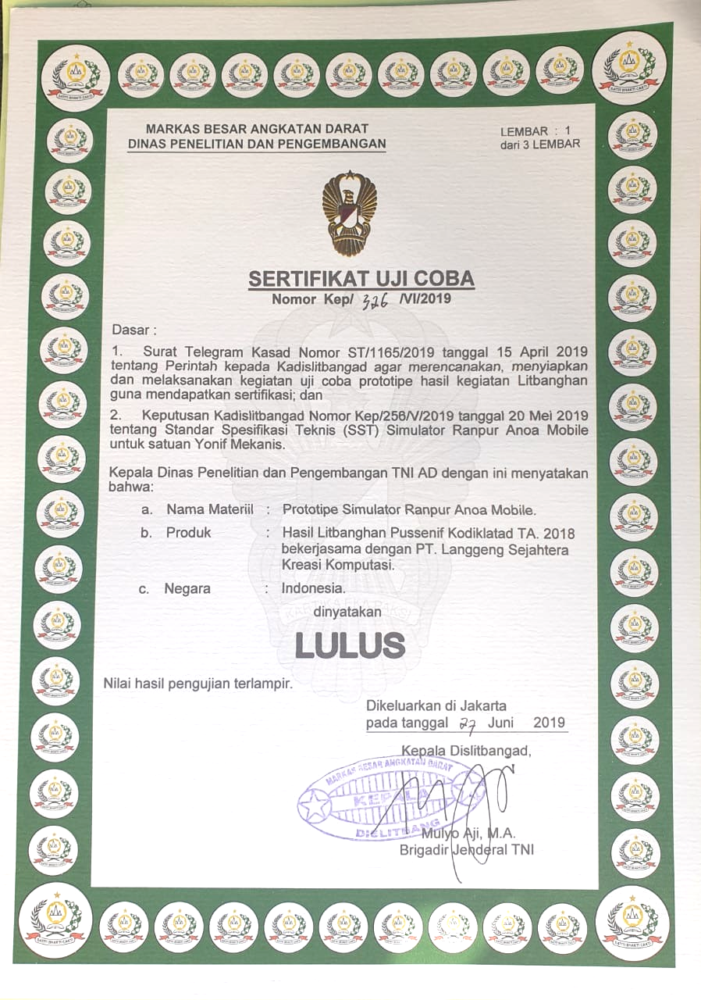 MARKAS BESAR ANGKATAN DARAT
DINAS PENELITIAN DAN PENGEMBANGAN
LEMBAR : 1
dari 3 LEMBAR
SERTIFIKAT UJI COBA
Nomor Kep/ 326 /VI/2019
Dasar :
1. Surat Telegram Kasad Nomor ST/1165/2019 tanggal 15 April 2019
tentang Perintah kepada Kadislitbangad agar merencanakan, menyiapkan
dan melaksanakan kegiatan uji coba prototipe hasil kegiatan Litbanghan
guna mendapatkan sertifikasi; dan
2. Keputusan Kadislitbangad Nomor Kep/256/V/2019 tanggal 20 Mei 2019
tentang Standar Spesifikasi Teknis (SST) Simulator Ranpur Anoa Mobile
untuk satuan Yonif Mekanis.
Kepala Dinas Penelitian dan Pengembangan TNI AD dengan ini menyatakan
bahwa:
a. Nama Materiil : Prototipe Simulator Ranpur Anoa Mobile.
b. Produk : Hasil Litbanghan Pussenif Kodiklatad TA. 2018
bekerjasama dengan PT. Langgeng Sejahtera
Kreasi Komputasi.
c. Negara : Indonesia.
KARTIKA EKA PAKSI
dinyatakan
LULUS
Nilai hasil pengujian terlampir.
Dikeluarkan di Jakarta
pada tanggal 27 Juni 2019
Kepala Dislitbangad,
MARKAS BESAR ANGKATAN DARAT
KEPALA
DISLITBANG
Mulyo Aji, M.A.
Brigadir Jenderal TNI